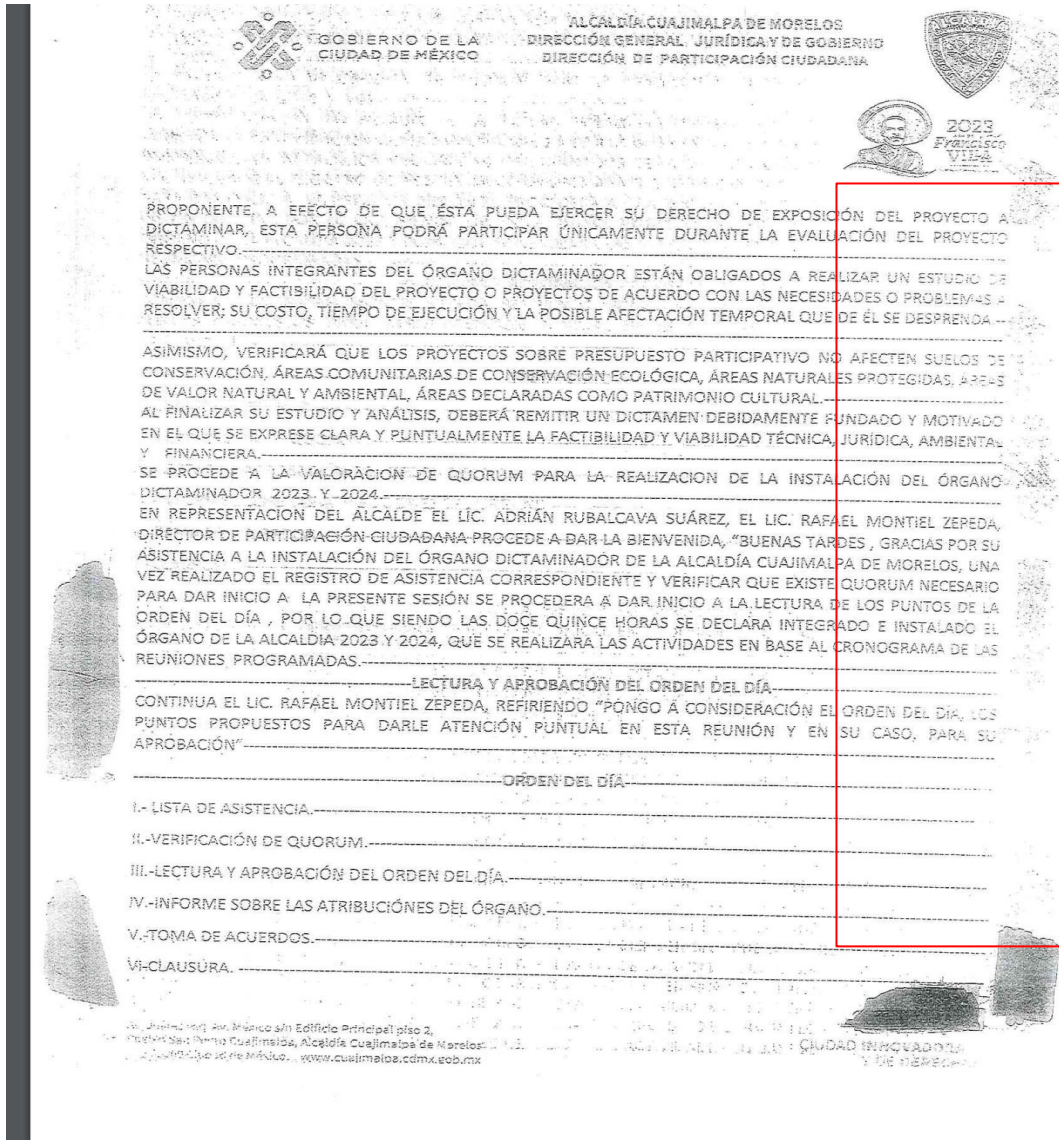 GOBIERNO DE LA
CIUDAD DE MÉXICO
ALCALDÍA CUAJIMALPA DE MORELOS
DIRECCIÓN GENERAL JURÍDICA Y DE GOBIERNO
DIRECCIÓN DE PARTICIPACIÓN CIUDADANA
ALCALDÍA
2023
Francisco
VILLA
PROPONENTE, A EFECTO DE QUE ÉSTA PUEDA EJERCER SU DERECHO DE EXPOSICIÓN DEL PROYECTO A
DICTAMINAR, ESTA PERSONA PODRÁ PARTICIPAR ÚNICAMENTE DURANTE LA EVALUACIÓN DEL PROYECTO
RESPECTIVO.
LAS PERSONAS INTEGRANTES DEL ÓRGANO DICTAMINADOR ESTÁN OBLIGADOS A REALIZAR UN ESTUDIO DE
VIABILIDAD Y FACTIBILIDAD DEL PROYECTO O PROYECTOS DE ACUERDO CON LAS NECESIDADES O PROBLEMAS A
RESOLVER; SU COSTO, TIEMPO DE EJECUCIÓN Y LA POSIBLE AFECTACIÓN TEMPORAL QUE DE ÉL SE DESPRENDA.--
ASIMISMO, VERIFICARÁ QUE LOS PROYECTOS SOBRE PRESUPUESTO PARTICIPATIVO NO AFECTEN SUELOS DE
CONSERVACIÓN, ÁREAS COMUNITARIAS DE CONSERVACIÓN ECOLÓGICA, ÁREAS NATURALES PROTEGIDAS, ÁREAS
DE VALOR NATURAL Y AMBIENTAL, ÁREAS DECLARADAS COMO PATRIMONIO CULTURAL.
AL FINALIZAR SU ESTUDIO Y ANÁLISIS, DEBERÁ REMITIR UN DICTAMEN DEBIDAMENTE FUNDADO Y MOTIVADO
EN EL QUE SE EXPRESE CLARA Y PUNTUALMENTE LA FACTIBILIDAD Y VIABILIDAD TÉCNICA, JURÍDICA, AMBIENTAL
Y FINANCIERA.
SE PROCEDE A LA VALORACION DE QUORUM PARA LA REALIZACION DE LA INSTALACIÓN DEL ÓRGANO
DICTAMINADOR 2023 Y 2024.
EN REPRESENTACION DEL ALCALDE EL LIC. ADRIÁN RUBALCAVA SUÁREZ, EL LIC. RAFAEL MONTIEL ZEPEDA,
DIRECTOR DE PARTICIPACIÓN CIUDADANA PROCEDE A DAR LA BIENVENIDA, "BUENAS TARDES , GRACIAS POR SU
ASISTENCIA A LA INSTALACIÓN DEL ÓRGANO DICTAMINADOR DE LA ALCALDÍA CUAJIMALPA DE MORELOS, UNA
VEZ REALIZADO EL REGISTRO DE ASISTENCIA CORRESPONDIENTE Y VERIFICAR QUE EXISTE QUORUM NECESARIO
PARA DAR INICIO A LA PRESENTE SESIÓN SE PROCEDERA A DAR INICIO A LA LECTURA DE LOS PUNTOS DE LA
ORDEN DEL DÍA , POR LO QUE SIENDO LAS DOCE QUINCE HORAS SE DECLARA INTEGRADO E INSTALADO EL
ÓRGANO DE LA ALCALDIA 2023 Y 2024, QUE SE REALIZARA LAS ACTIVIDADES EN BASE AL CRONOGRAMA DE LAS
REUNIONES PROGRAMADAS.
LECTURA Y APROBACIÓN DEL ORDEN DEL DÍA
CONTINUA EL LIC. RAFAEL MONTIEL ZEPEDA, REFIRIENDO "PONGO A CONSIDERACIÓN EL ORDEN DEL DÍA, LOS
PUNTOS PROPUESTOS PARA DARLE ATENCIÓN PUNTUAL EN ESTA REUNIÓN Y EN SU CASO, PARA SU
APROBACIÓN"
ORDEN DEL DÍA
I.- LISTA DE ASISTENCIA.
II.-VERIFICACIÓN DE QUORUM.
III.-LECTURA Y APROBACIÓN DEL ORDEN DEL DÍA.
IV.-INFORME SOBRE LAS ATRIBUCIÓNES DEL ÓRGANO.
V.-TOMA DE ACUERDOS.
VI-CLAUSURA.
Av. México s/n Edificio Principal piso 2,
Cuajimalpa, Alcaldía Cuajimalpa de Morelos
www.cuajimalpa.cdmx.gob.mx
CIUDAD INNOVADORA
Y DE DERECHOS